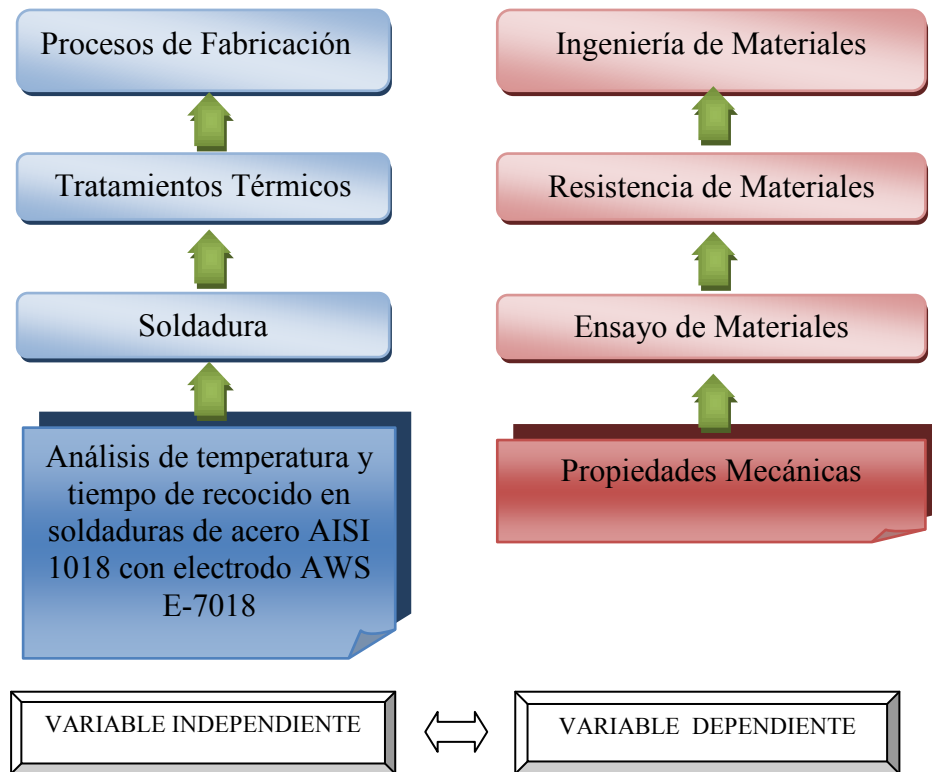 Procesos de Fabricación
Tratamientos Térmicos
Soldadura
Análisis de temperatura y
tiempo de recocido en
soldaduras de acero AISI
1018 con electrodo AWS
E-7018
VARIABLE INDEPENDIENTE
Ingeniería de Materiales
Resistencia de Materiales
Ensayo de Materiales
Propiedades Mecánicas
VARIABLE DEPENDIENTE